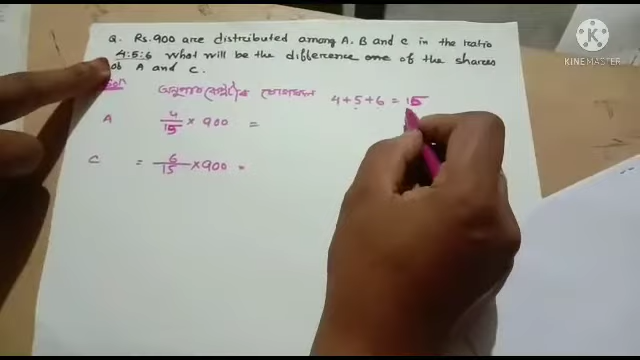 Q. Rs.900 are distributed among A. B and C in the ratio
4:5:6 What will be the difference one of the shares
of A and C.
4+5+6 = 15
A 4/15 × 900 =
C = 6/15 × 900 =
KINEMASTER